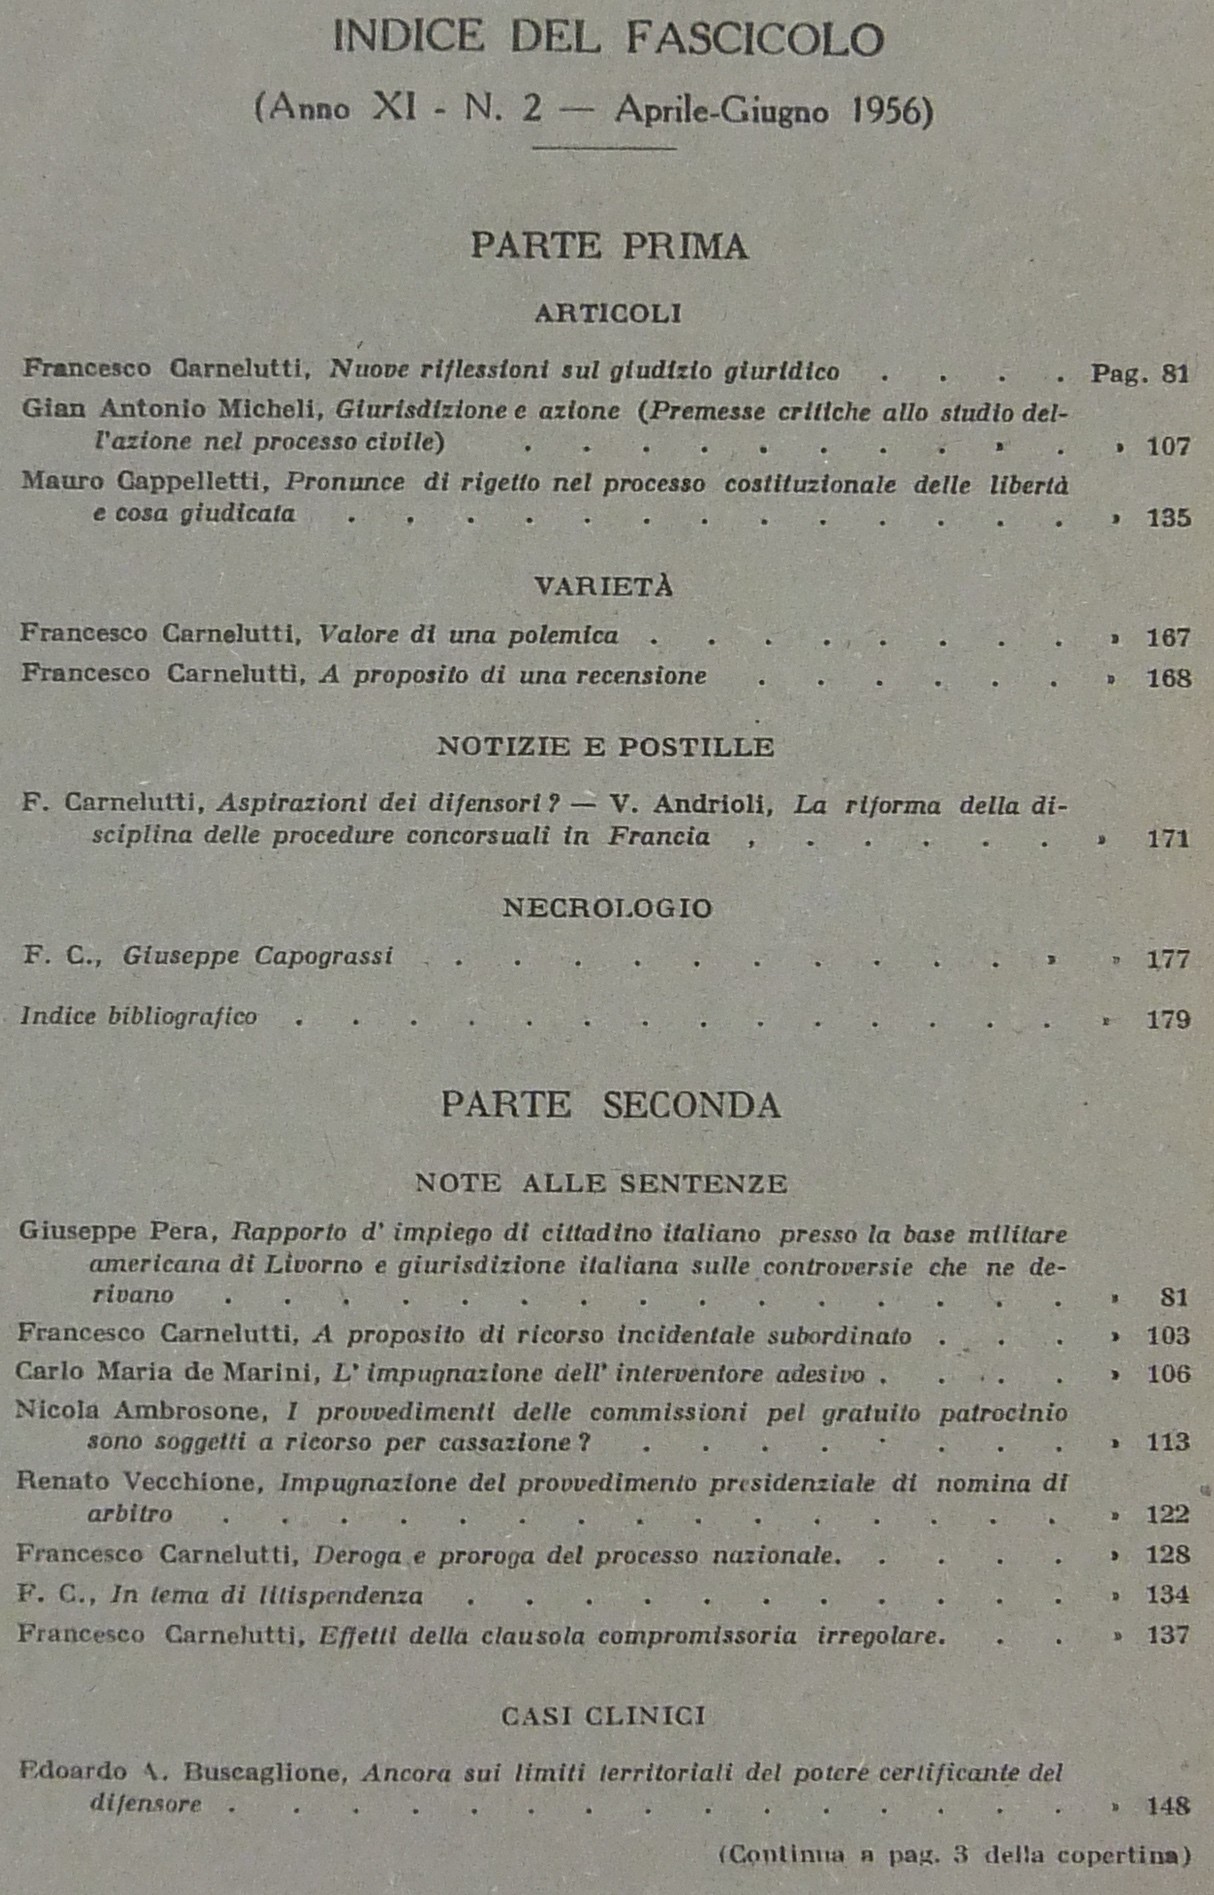 INDICE DEL FASCICOLO
(Anno XI - N. 2 — Aprile-Giugno 1956)
PARTE PRIMA
ARTICOLI
Francesco Carnelutti, Nuove riflessioni sul giudizio giuridico . . . . Pag. 81
Gian Antonio Micheli, Giurisdizione e azione (Premesse critiche allo studio del-
l'azione nel processo civile) . . . . . . . . . . » 107
Mauro Cappelletti, Pronunce di rigetto nel processo costituzionale delle libertà
e cosa giudicata . . . . . . . . . . . . . » 135
VARIETÀ
Francesco Carnelutti, Valore di una polemica . . . . . . . . » 167
Francesco Carnelutti, A proposito di una recensione . . . . . . » 168
NOTIZIE E POSTILLE
F. Carnelutti, Aspirazioni dei difensori ? — V. Andrioli, La riforma della di-
sciplina delle procedure concorsuali in Francia , . . . . . » 171
NECROLOGIO
F. C., Giuseppe Capograssi . . . . . . . . . . . » 177
Indice bibliografico . . . . . . . . . . . . . . » 179
PARTE SECONDA
NOTE ALLE SENTENZE
Giuseppe Pera, Rapporto d' impiego di cittadino italiano presso la base militare
americana di Livorno e giurisdizione italiana sulle controversie che ne de-
rivano . . . . . . . . . . . . . . . » 81
Francesco Carnelutti, A proposito di ricorso incidentale subordinato . . . » 103
Carlo Maria de Marini, L' impugnazione dell' interventore adesivo . . . . » 106
Nicola Ambrosone, I provvedimenti delle commissioni pel gratuito patrocinio
sono soggetti a ricorso per cassazione ? . . . . . . . . » 113
Renato Vecchione, Impugnazione del provvedimento presidenziale di nomina di
arbitro . . . . . . . . . . . . . . . » 122
Francesco Carnelutti, Deroga e proroga del processo nazionale. . . . . » 128
F. C., In tema di litispendenza . . . . . . . . . . . » 134
Francesco Carnelutti, Effetti della clausola compromissoria irregolare. . . » 137
CASI CLINICI
Edoardo A. Buscaglione, Ancora sui limiti territoriali del potere certificante del
difensore . . . . . . . . . . . . . . . » 148
(Continua a pag. 3 della copertina)